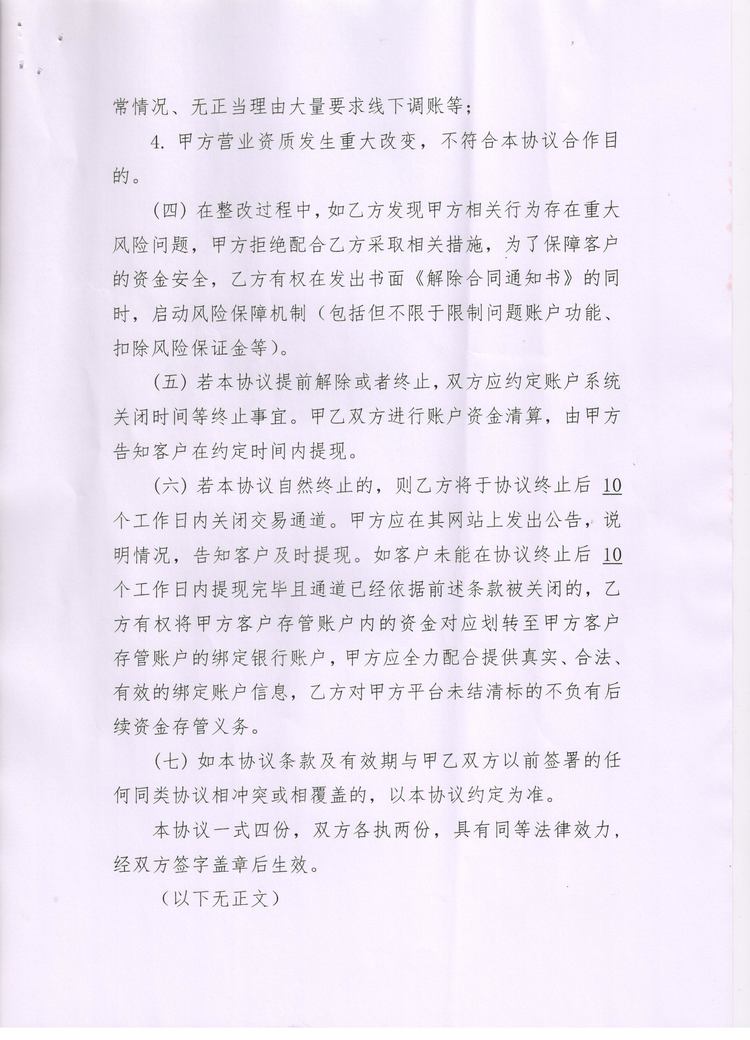 常情况、无正当理由大量要求线下调账等；
4. 甲方营业资质发生重大改变，不符合本协议合作目
的。
（四）在整改过程中，如乙方发现甲方相关行为存在重大
风险问题，甲方拒绝配合乙方采取相关措施，为了保障客户
的资金安全，乙方有权在发出书面《解除合同通知书》的同
时，启动风险保障机制（包括但不限于限制问题账户功能、
扣除风险保证金等）。
（五）若本协议提前解除或者终止，双方应约定账户系统
关闭时间等终止事宜。甲乙双方进行账户资金清算，由甲方
告知客户在约定时间内提现。
（六）若本协议自然终止的，则乙方将于协议终止后 10
个工作日内关闭交易通道。甲方应在其网站上发出公告，说
明情况，告知客户及时提现。如客户未能在协议终止后 10
个工作日内提现完毕且通道已经依据前述条款被关闭的，乙
方有权将甲方客户存管账户内的资金对应划转至甲方客户
存管账户的绑定银行账户，甲方应全力配合提供真实、合法、
有效的绑定账户信息，乙方对甲方平台未结清标的不负有后
续资金存管义务。
（七）如本协议条款及有效期与甲乙双方以前签署的任
何同类协议相冲突或相覆盖的，以本协议约定为准。
本协议一式四份，双方各执两份，具有同等法律效力，
经双方签字盖章后生效。
（以下无正文）